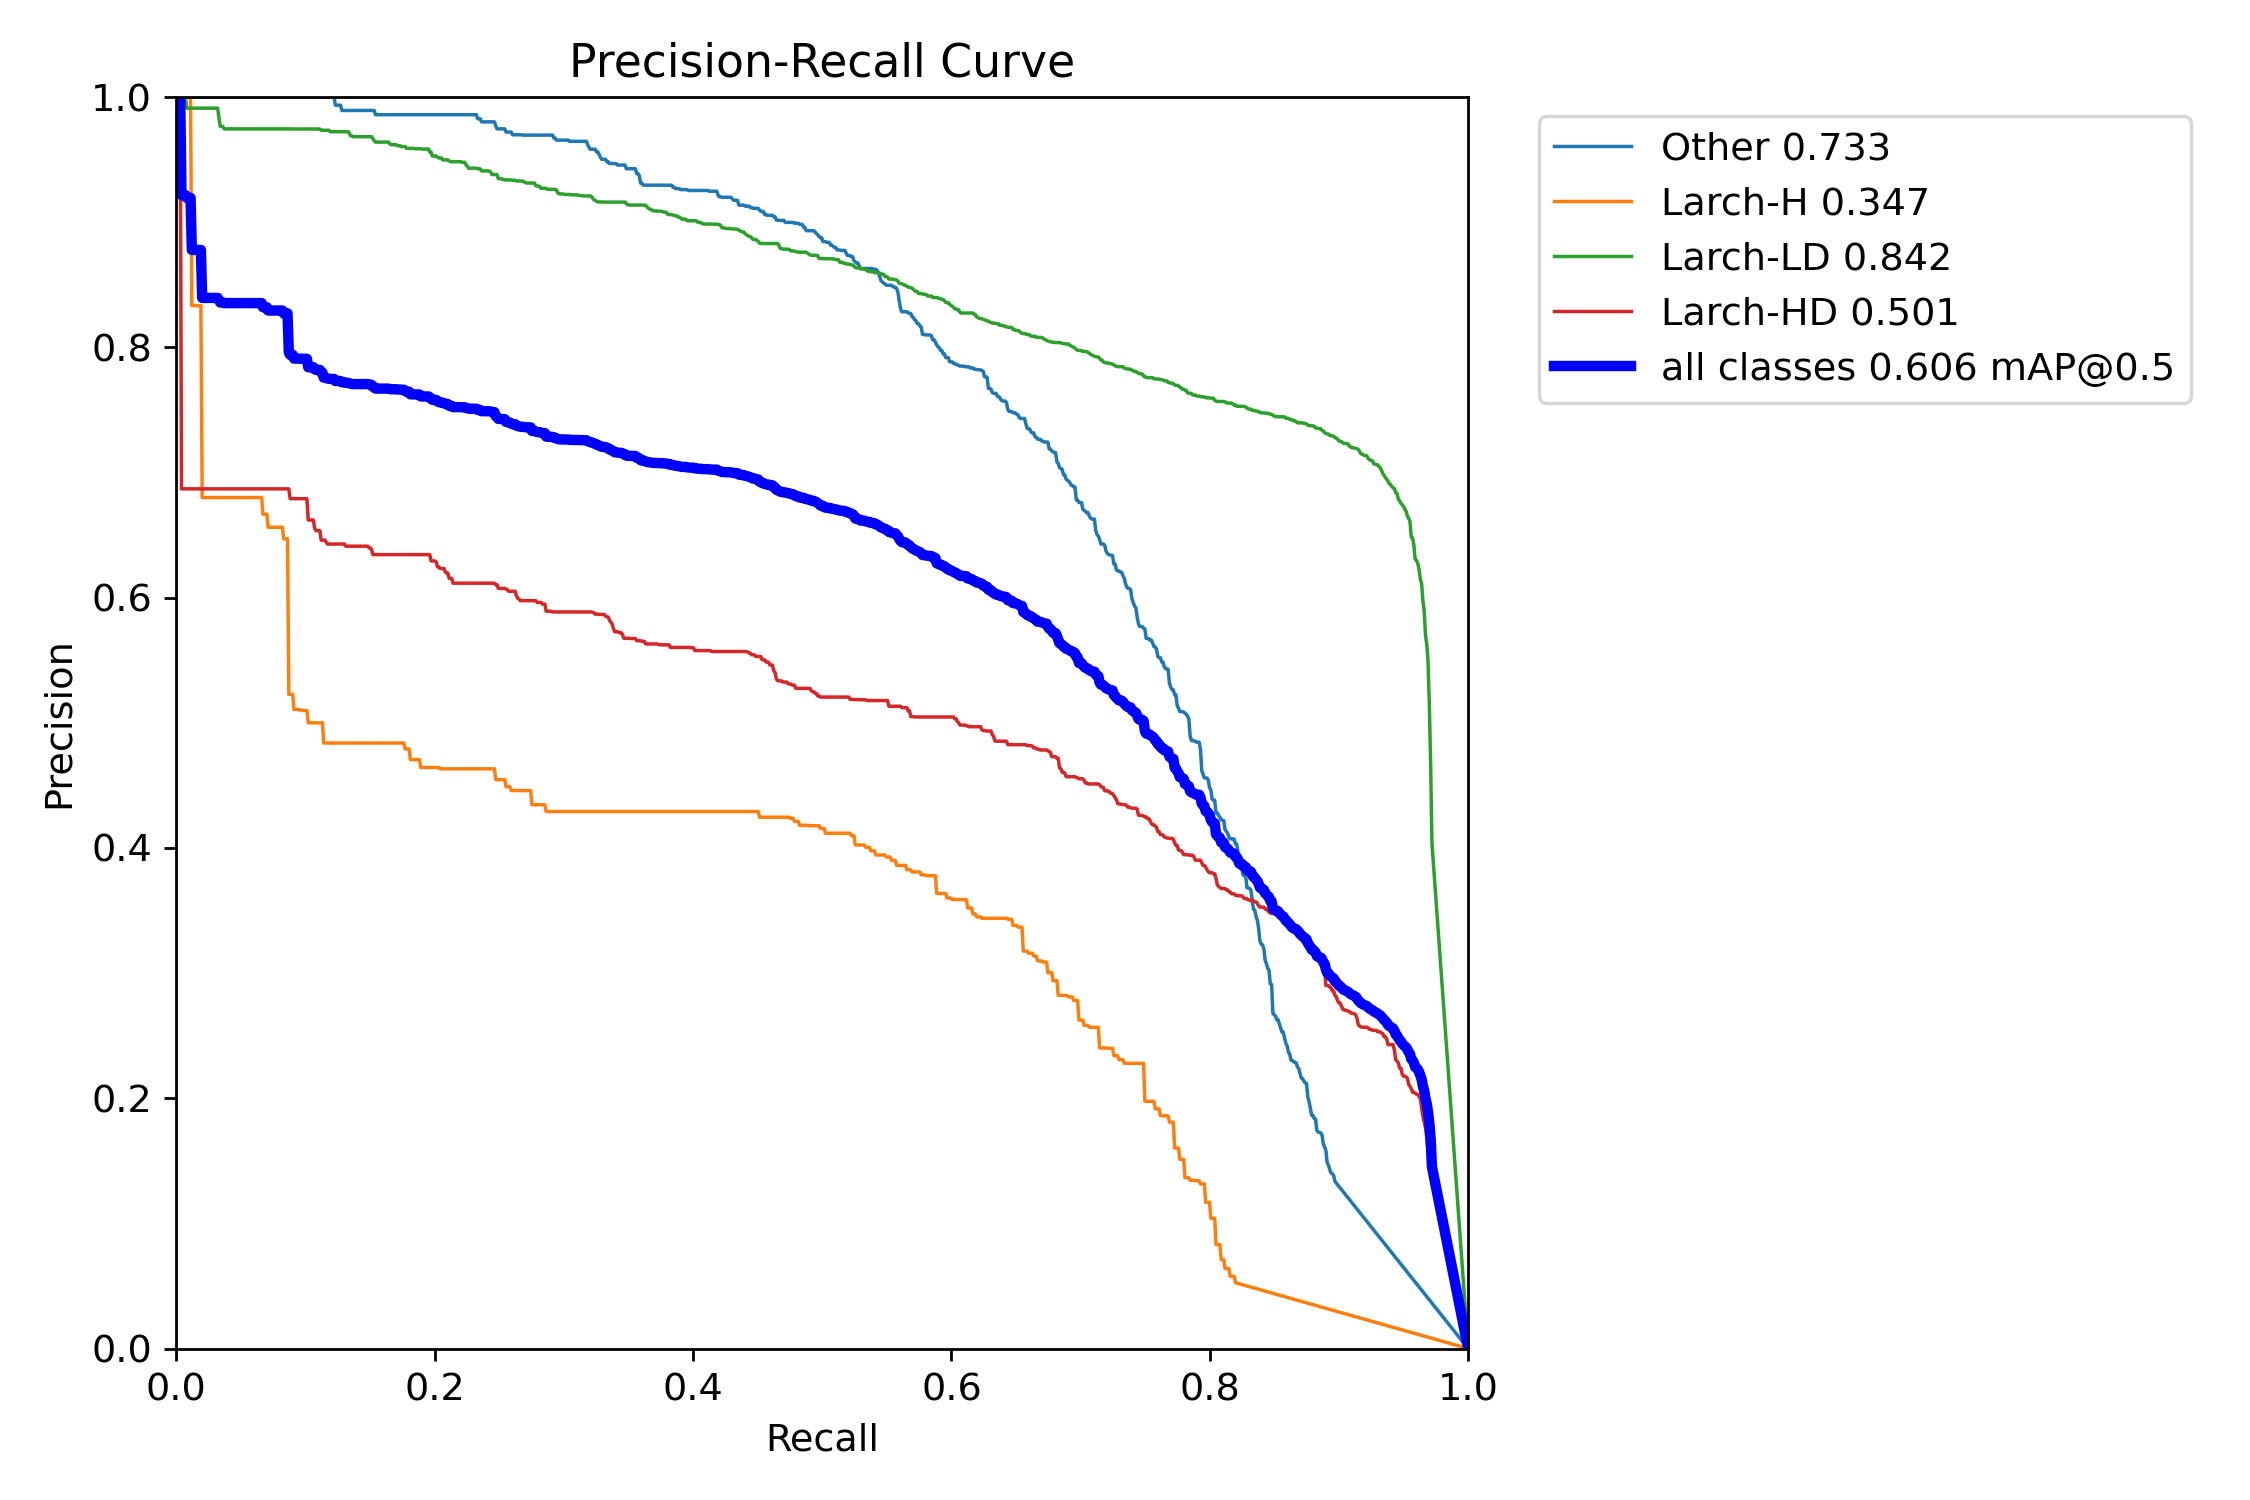 Precision-Recall Curve
1.0
0.8
0.6
0.4
0.2
0.0
Precision
0.0 0.2 0.4 0.6 0.8 1.0
Recall
Other 0.733
Larch-H 0.347
Larch-LD 0.842
Larch-HD 0.501
all classes 0.606 mAP@0.5